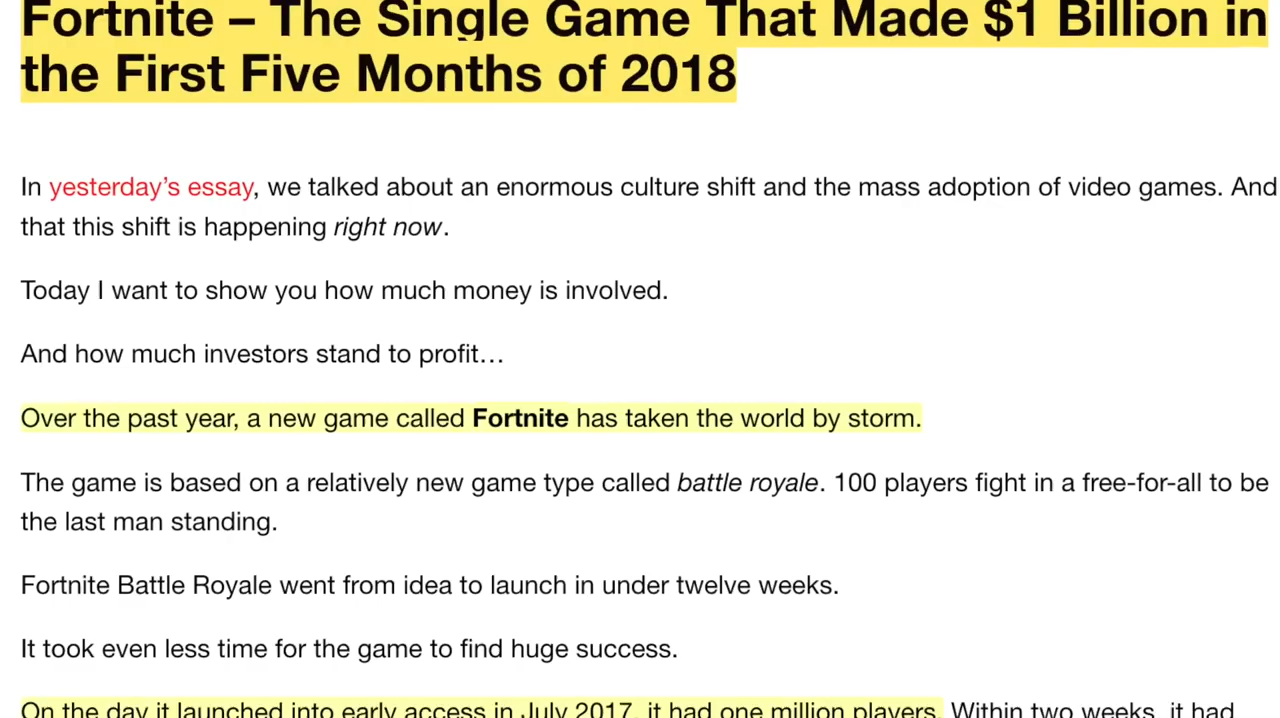 Fortnite – The Single Game That Made $1 Billion in
the First Five Months of 2018
In yesterday’s essay, we talked about an enormous culture shift and the mass adoption of video games. And
that this shift is happening right now.
Today I want to show you how much money is involved.
And how much investors stand to profit…
Over the past year, a new game called Fortnite has taken the world by storm.
The game is based on a relatively new game type called battle royale. 100 players fight in a free-for-all to be
the last man standing.
Fortnite Battle Royale went from idea to launch in under twelve weeks.
It took even less time for the game to find huge success.
On the day it launched into early access in July 2017, it had one million players. Within two weeks, it had